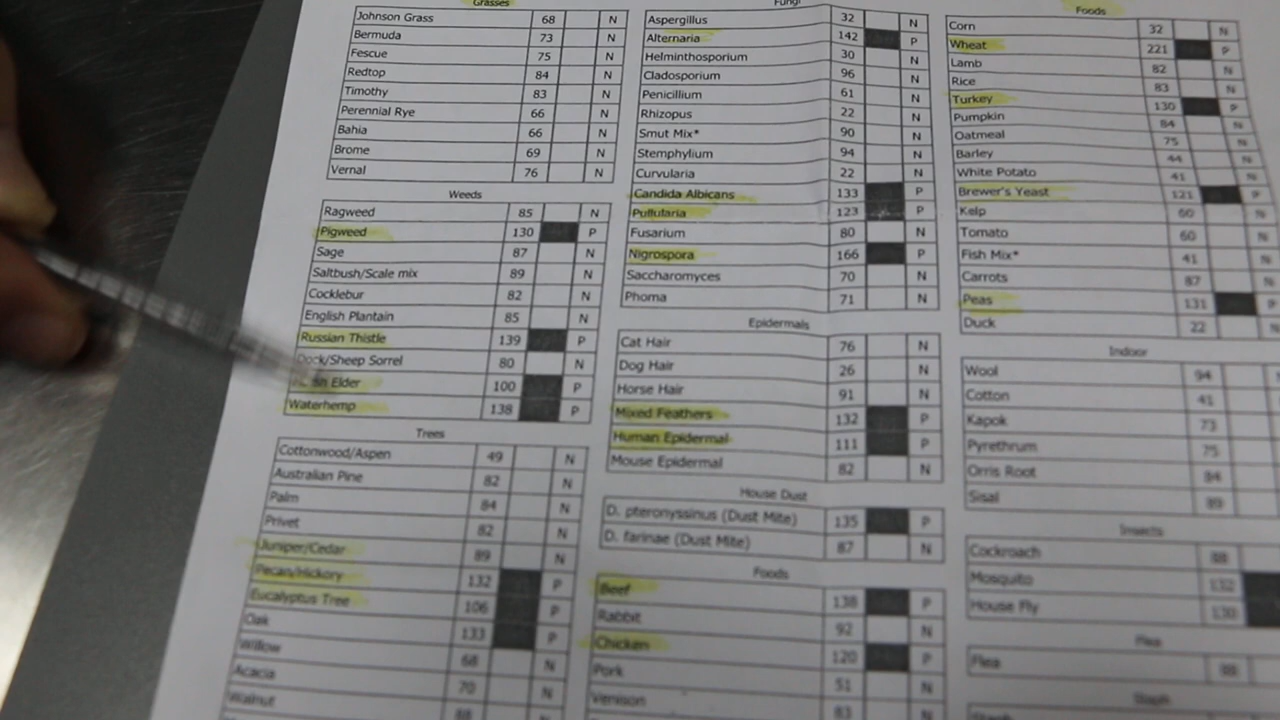 Grasses
Johnson Grass 68 N
Bermuda 73 N
Fescue 75 N
Redtop 84 N
Timothy 83 N
Perennial Rye 66 N
Bahia 66 N
Brome 69 N
Vernal 76 N
Weeds
Ragweed 85 N
Pigweed 130 P
Sage 87 N
Saltbush/Scale mix 89 N
Cocklebur 82 N
English Plantain 85 N
Russian Thistle 139 P
Dock/Sheep Sorrel 80 N
Elder 100 P
Waterhemp 138 P
Trees
Cottonwood/Aspen 49 N
Australian Pine 82 N
Palm 84 N
Privet 82 N
Juniper/Cedar 89 N
Pecan/Hickory 132 P
Eucalyptus Tree 106 P
Oak 133 P
Willow 68 N
Acacia 70 N
Walnut 88
Fungi
Aspergillus 32 N
Alternaria 142 P
Helminthosporium 30 N
Cladosporium 96 N
Penicillium 61 N
Rhizopus 22 N
Smut Mix* 90 N
Stemphylium 94 N
Curvularia 22 N
Candida Albicans 133 P
Pullularia 123 P
Fusarium 80 N
Nigrospora 166 P
Saccharomyces 70 N
Phoma 71 N
Epidermals
Cat Hair 76 N
Dog Hair 26 N
Horse Hair 91 N
Mixed Feathers 132 P
Human Epidermal 111 P
Mouse Epidermal 82 N
House Dust
D. pteronyssinus (Dust Mite) 135 P
D. farinae (Dust Mite) 87 N
Foods
Beef 138 P
Rabbit 92 N
Chicken 120 P
Pork 51 N
Venison 83 N
Foods
Corn 32 N
Wheat 221 P
Lamb 82 N
Rice 83 N
Turkey 130 P
Pumpkin 84 N
Oatmeal 75 N
Barley 44 N
White Potato 41 N
Brewer's Yeast 121 P
Kelp 60 N
Tomato 60 N
Fish Mix* 41 N
Carrots 87 N
Peas 131 P
Duck 22 N
Indoor
Wool 94
Cotton 41
Kapok 73
Pyrethrum 75
Orris Root 84
Sisal 89
Insects
Cockroach 88
Mosquito 132
House Fly 130
Flea
Flea 88
Staph